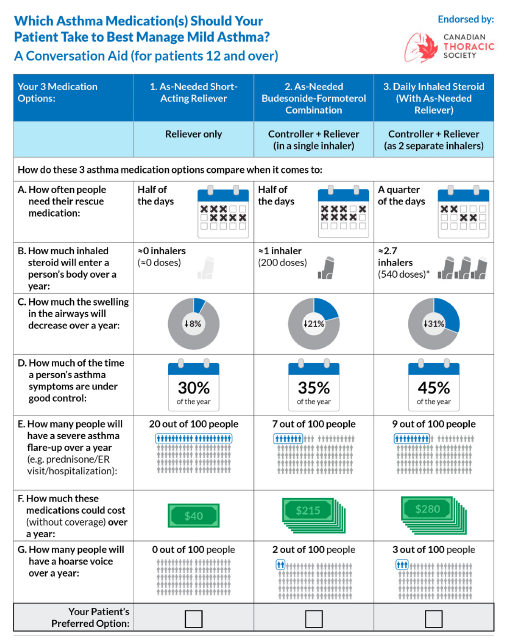 Which Asthma Medication(s) Should Your
Patient Take to Best Manage Mild Asthma?
A Conversation Aid (for patients 12 and over)
Endorsed by:
CANADIAN
THORACIC
SOCIETY
Your 3 Medication
Options:
1. As-Needed Short-
Acting Reliever
2. As-Needed
Budesonide-Formoterol
Combination
3. Daily Inhaled Steroid
(With As-Needed
Reliever)
Reliever only
Controller + Reliever
(in a single inhaler)
Controller + Reliever
(as 2 separate inhalers)
How do these 3 asthma medication options compare when it comes to:
A. How often people
need their rescue
medication:
Half of
the days
Half of
the days
A quarter
of the days
B. How much inhaled
steroid will enter a
person's body over a
year:
≈0 inhalers
(≈0 doses)
≈1 inhaler
(200 doses)
≈2.7
inhalers
(540 doses)*
C. How much the swelling
in the airways will
decrease over a year:
↓8%
↓21%
↓31%
D. How much of the time
a person's asthma
symptoms are under
good control:
30%
of the year
35%
of the year
45%
of the year
E. How many people will
have a severe asthma
flare-up over a year
(e.g. prednisone/ER
visit/hospitalization):
20 out of 100 people
7 out of 100 people
9 out of 100 people
F. How much these
medications could cost
(without coverage) over
a year:
$40
$215
$280
G. How many people will
have a hoarse voice
over a year:
0 out of 100 people
2 out of 100 people
3 out of 100 people
Your Patient's
Preferred Option: